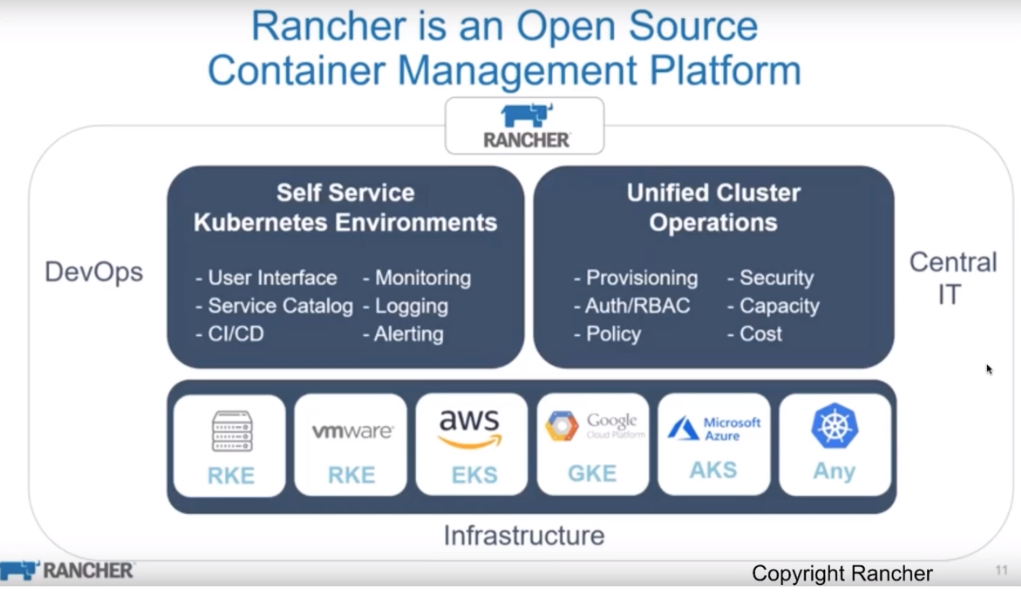 Rancher is an Open Source
Container Management Platform
RANCHER
DevOps
Self Service
Kubernetes Environments
- User Interface - Monitoring
- Service Catalog - Logging
- CI/CD - Alerting
Unified Cluster
Operations
- Provisioning - Security
- Auth/RBAC - Capacity
- Policy - Cost
Central
IT
RKE
vmware
RKE
aws
EKS
Google
Cloud Platform
GKE
Microsoft
Azure
AKS
Any
Infrastructure
RANCHER
Copyright Rancher
11